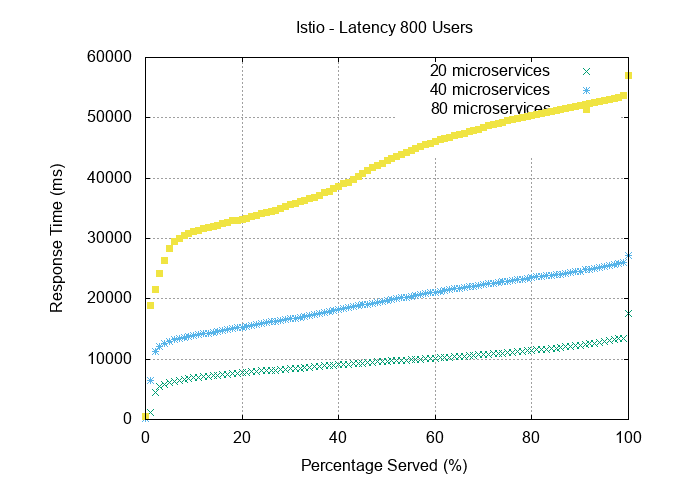 Istio - Latency 800 Users
60000
50000
40000
30000
20000
10000
0
Response Time (ms)
20 microservices
40 microservices
80 microservices
0 20 40 60 80 100
Percentage Served (%)